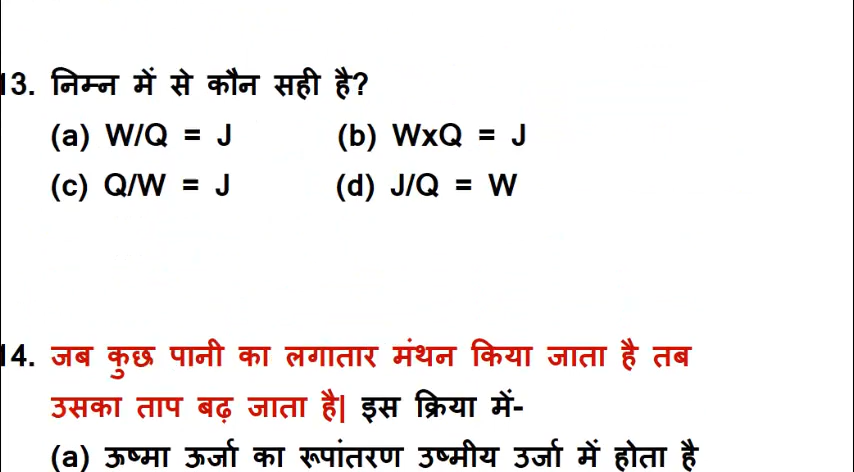 13. निम्न में से कौन सही है?
(a) W/Q = J (b) WxQ = J
(c) Q/W = J (d) J/Q = W
14. जब कुछ पानी का लगातार मंथन किया जाता है तब
उसका ताप बढ़ जाता है| इस क्रिया में-
(a) ऊष्मा ऊर्जा का रूपांतरण उष्मीय उर्जा में होता है